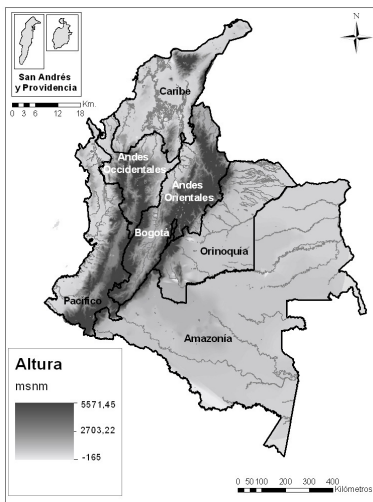 N
San Andrés
y Providencia
Km.
0 3 6 12 18
Caribe
Andes
Occidentales
Andes
Orientales
Bogotá
Orinoquia
Pacífico
Amazonía
Altura
msnm
5571,45
2703,22
-165
0 50 100 200 300 400
Kilómetros